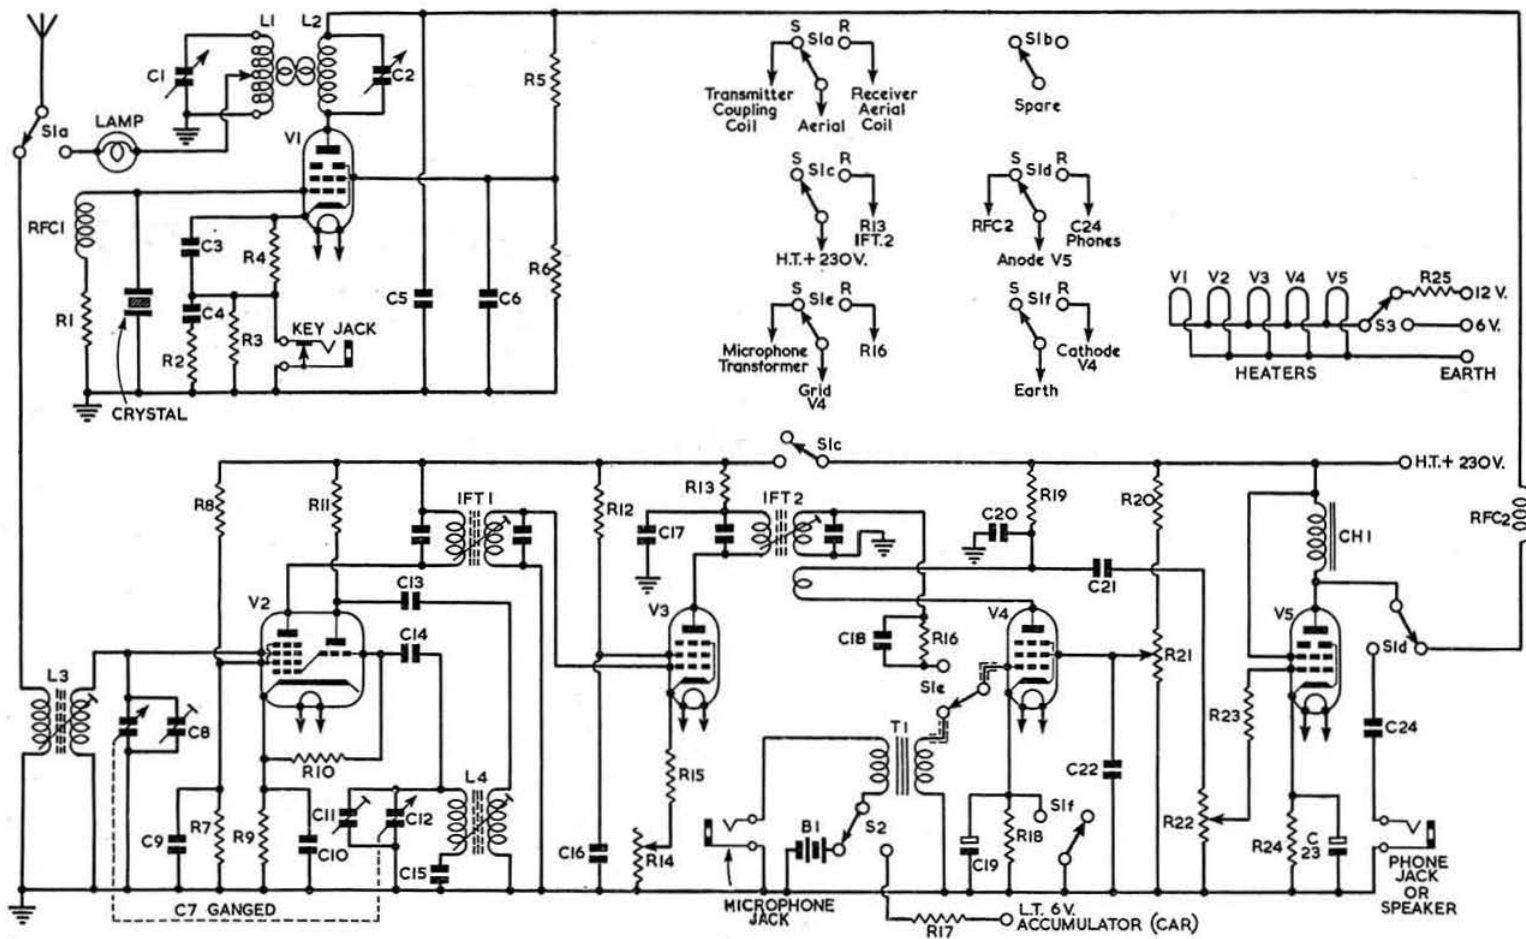 L1 L2
C1
C2
S1a
LAMP
V1
R5
RFC1
C3
R4
R6
C4
C5
C6
R1
R2
R3
KEY JACK
CRYSTAL
S S1a R
Transmitter
Coupling
Coil
Aerial
Receiver
Aerial
Coil
S1b
Spare
S S1c R
R13
IFT.2
H.T.+ 230V.
S S1d R
RFC2
C24
Phones
Anode V5
S S1e R
Microphone
Transformer
R16
Grid
V4
S S1f R
Cathode
V4
Earth
V1 V2 V3 V4 V5
R25
12 V.
S3
6 V.
HEATERS
EARTH
S1c
H.T.+ 230V.
R8
R11
IFT 1
R12
R13
IFT 2
C17
C20
R19
R20
RFC2
CH 1
C13
C21
V2
V3
V4
V5
C14
C18
R16
R21
S1d
S1e
L3
C8
R23
T1
C24
R10
L4
R15
C22
C11
C12
S2
S1f
C9
R7
R9
C10
C15
C16
R14
B1
C19
R18
R22
R24
C
23
C7 GANGED
MICROPHONE
JACK
R17
L.T. 6V.
ACCUMULATOR (CAR)
PHONE
JACK
OR
SPEAKER